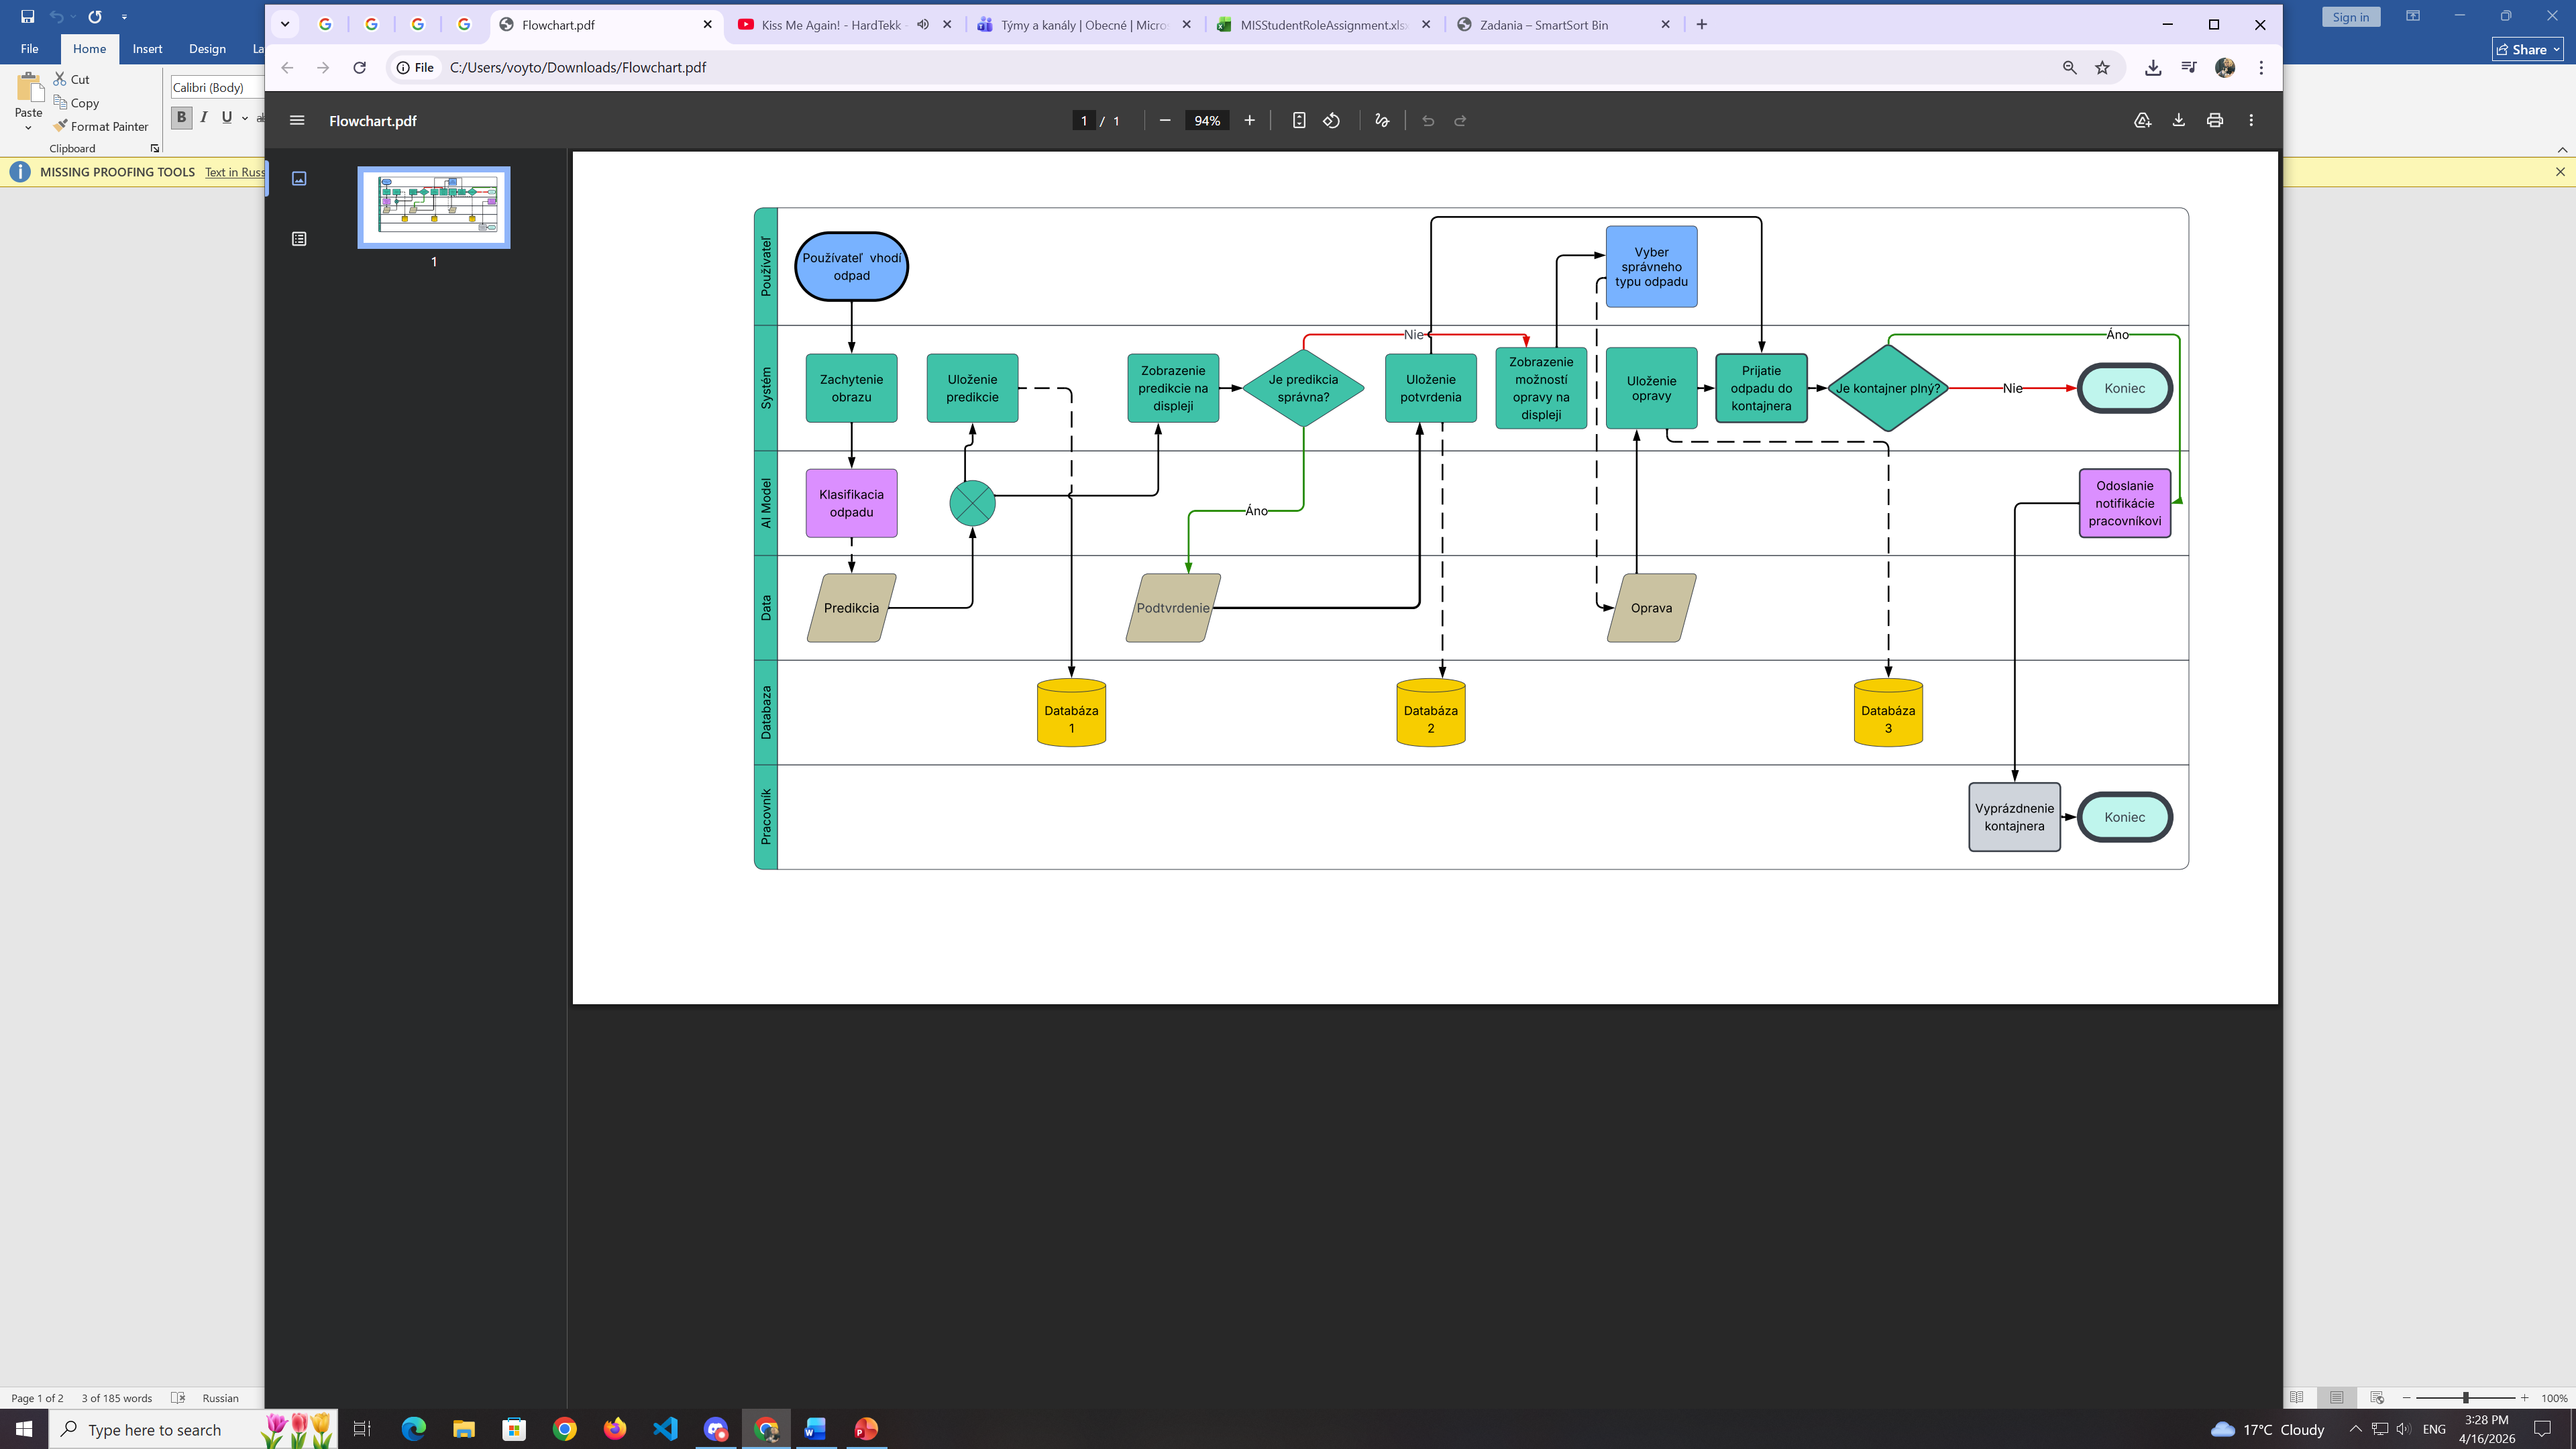 Sign in
Flowchart.pdf
Kiss Me Again! - HardTekk
Týmy a kanály | Obecné | Micro
MISStudentRoleAssignment.xlsx
Zadania – SmartSort Bin
File
Home
Insert
Design
Share
File
C:/Users/voyto/Downloads/Flowchart.pdf
Paste
Cut
Copy
Format Painter
Clipboard
Calibri (Body)
B
I
U
Flowchart.pdf
1 / 1
94%
MISSING PROOFING TOOLS
Text in Russ
1
Používateľ
Používateľ vhodí
odpad
Vyber
správneho
typu odpadu
Systém
Zachytenie
obrazu
Uloženie
predikcie
Zobrazenie
predikcie na
displeji
Je predikcia
správna?
Nie
Uloženie
potvrdenia
Zobrazenie
možností
opravy na
displeji
Uloženie
opravy
Prijatie
odpadu do
kontajnera
Je kontajner plný?
Áno
Nie
Koniec
AI Model
Klasifikacia
odpadu
Áno
Odoslanie
notifikácie
pracovníkovi
Data
Predikcia
Podtvrdenie
Oprava
Databaza
Databáza
1
Databáza
2
Databáza
3
Pracovník
Vyprázdnenie
kontajnera
Koniec
Page 1 of 2
3 of 185 words
Russian
100%
Type here to search
17°C Cloudy
ENG
3:28 PM
4/16/2026